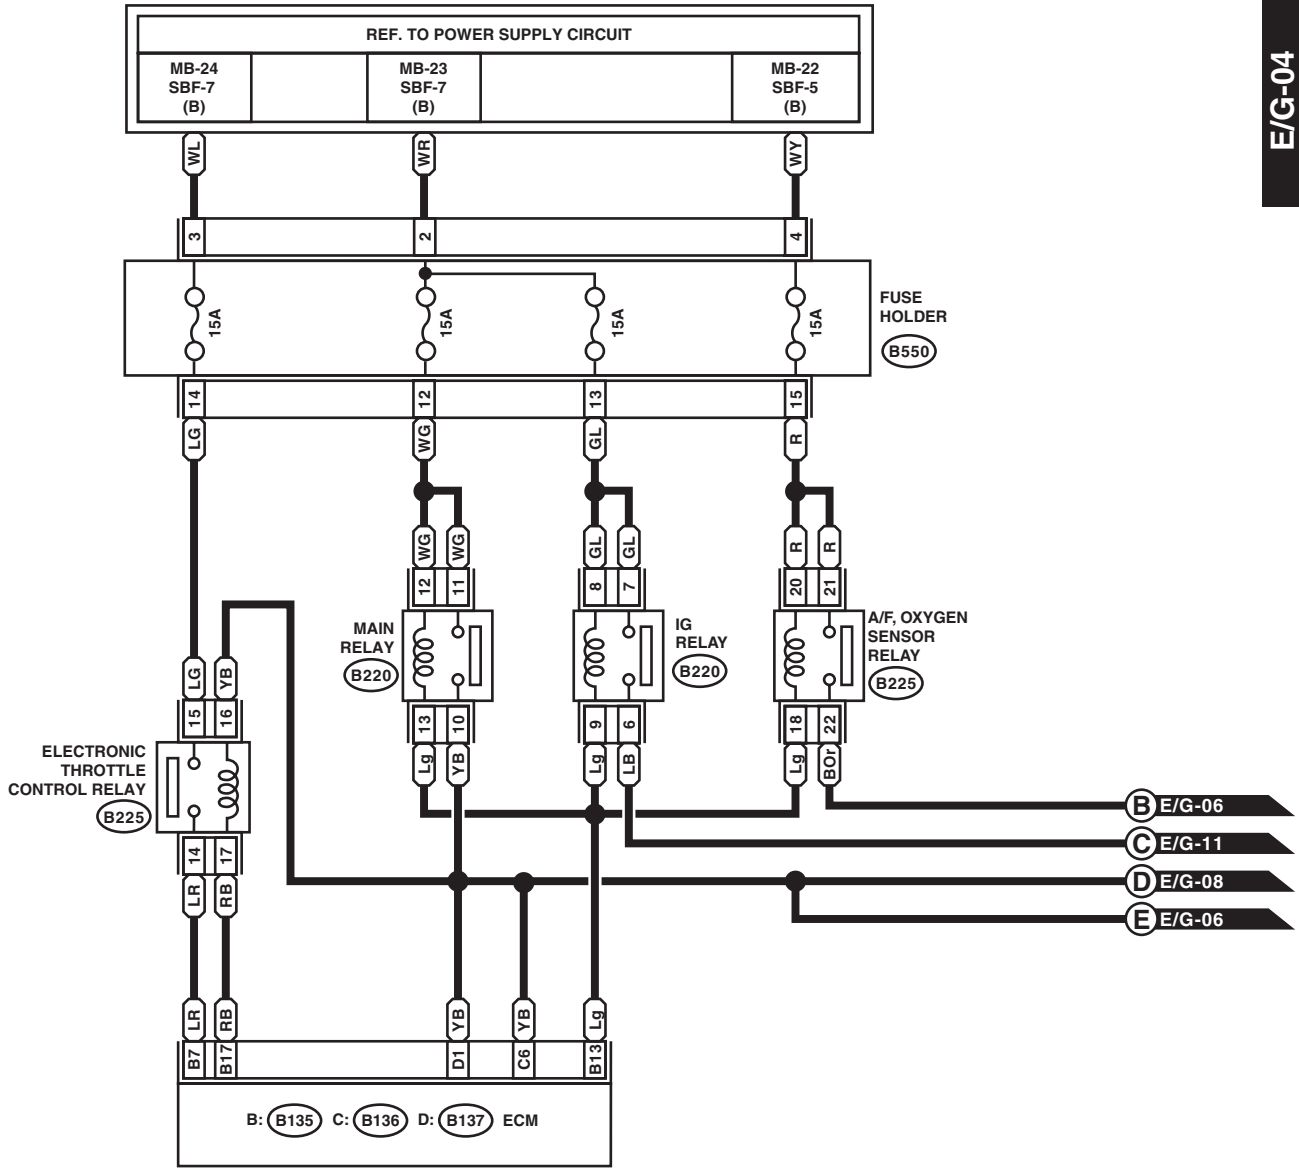 REF. TO POWER SUPPLY CIRCUIT
MB-24
SBF-7
(B)
MB-23
SBF-7
(B)
MB-22
SBF-5
(B)
E/G-04
WL
WR
WY
3
2
4
15A
15A
15A
15A
FUSE
HOLDER
B550
14
12
13
15
LG
WG
GL
R
WG
WG
GL
GL
R
R
12
11
8
7
20
21
MAIN
RELAY
B220
IG
RELAY
B220
A/F, OXYGEN
SENSOR
RELAY
B225
LG
YB
15
16
13
10
9
6
18
22
Lg
YB
Lg
LB
Lg
BOr
ELECTRONIC
THROTTLE
CONTROL RELAY
B225
14
17
LR
RB
B E/G-06
C E/G-11
D E/G-08
E E/G-06
LR
RB
YB
YB
Lg
B7
B17
D1
C6
B13
B: B135 C: B136 D: B137 ECM